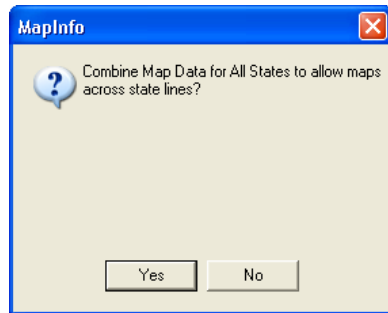 MapInfo
Combine Map Data for All States to allow maps
across state lines?
Yes
No